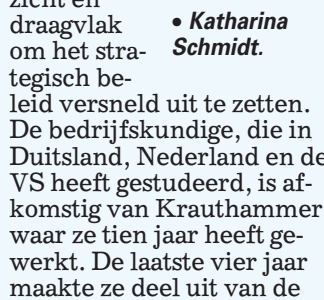 zicht en
draagvlak
om het stra-
tegisch be-
• Katharina
Schmidt.
leid versneld uit te zetten.
De bedrijfskundige, die in
Duitsland, Nederland en de
VS heeft gestudeerd, is af-
komstig van Krauthammer
waar ze tien jaar heeft ge-
werkt. De laatste vier jaar
maakte ze deel uit van de